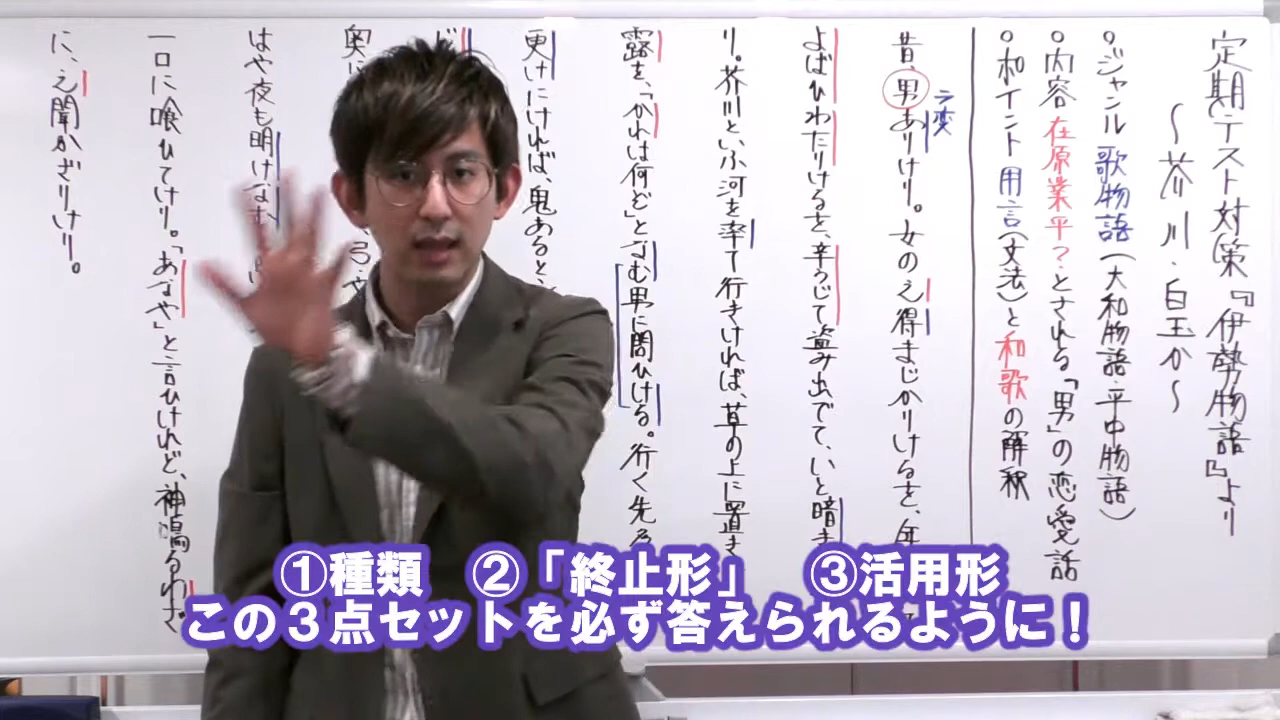 定期テスト対策『伊勢物語』より
～芥川・白玉か～
○ジャンル 歌物語(大和物語・平中物語)
○内容 在原業平?とされる「男」の恋愛話
○ポイント 用言(文法)と和歌の解釈
ラ変
昔、男ありけり。女のえ得まじかりけるを、年
よばひわたりけるを、辛うじて盗み出でて、いと暗き
り。芥川といふ河を率て行きければ、草の上に置き
露を、「かれは何ぞ」となむ男に問ひける。行く先
更けにければ、鬼あると
ど
奥に
弓・や
はや夜も明けなむ
一口に喰ひてけり。「あなや」と言ひけれど、神鳴るわさ
に、え聞かざりけり。
①種類 ②「終止形」 ③活用形
この３点セットを必ず答えられるように！